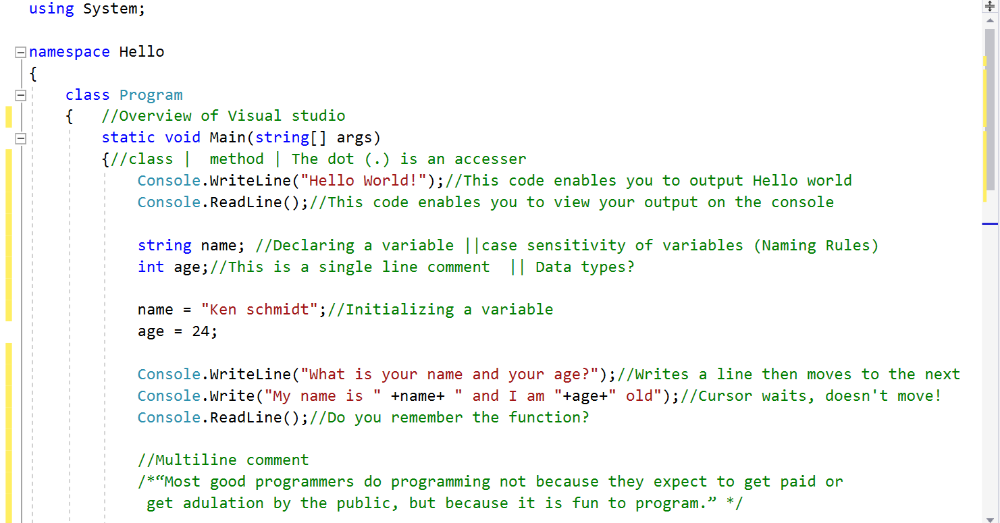 using System;
namespace Hello
{
class Program
{   //Overview of Visual studio
static void Main(string[] args)
{//class |  method | The dot (.) is an accesser
Console.WriteLine("Hello World!");//This code enables you to output Hello world
Console.ReadLine();//This code enables you to view your output on the console
string name; //Declaring a variable ||case sensitivity of variables (Naming Rules)
int age;//This is a single line comment  || Data types?
name = "Ken schmidt";//Initializing a variable
age = 24;
Console.WriteLine("What is your name and your age?");//Writes a line then moves to the next
Console.Write("My name is " +name+ " and I am "+age+" old");//Cursor waits, doesn't move!
Console.ReadLine();//Do you remember the function?
//Multiline comment
/*“Most good programmers do programming not because they expect to get paid or
get adulation by the public, but because it is fun to program.” */